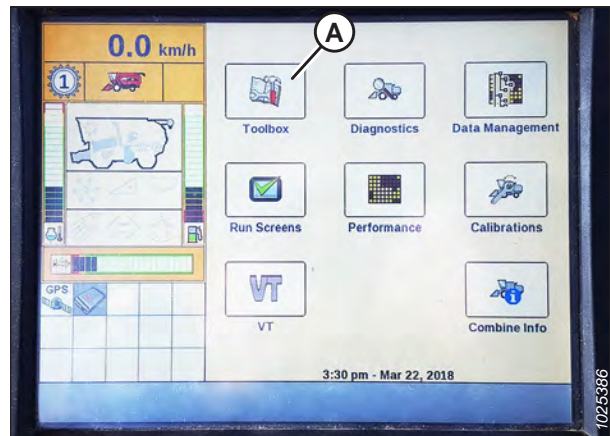 A
0.0 km/h
1
Toolbox
Diagnostics
Data Management
Run Screens
Performance
Calibrations
GPS
VT
VT
Combine Info
3:30 pm - Mar 22, 2018
1025386